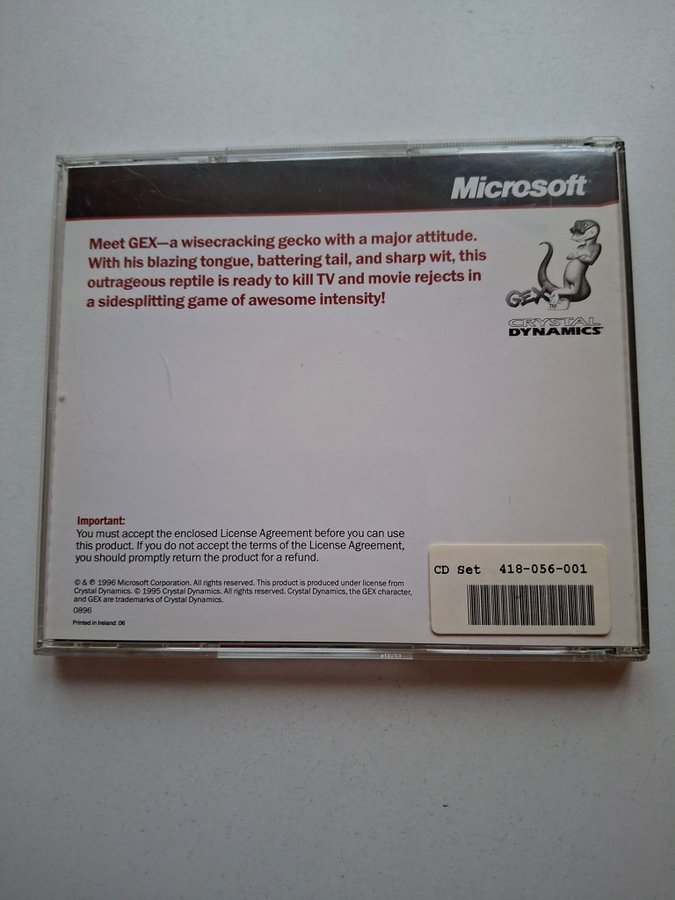 Microsoft
Meet GEX—a wisecracking gecko with a major attitude.
With his blazing tongue, battering tail, and sharp wit, this
outrageous reptile is ready to kill TV and movie rejects in
a sidesplitting game of awesome intensity!
GEX
TM
CRYSTAL
DYNAMICS
Important:
You must accept the enclosed License Agreement before you can use
this product. If you do not accept the terms of the License Agreement,
you should promptly return the product for a refund.
© & ℗ 1996 Microsoft Corporation. All rights reserved. This product is produced under license from
Crystal Dynamics. © 1995 Crystal Dynamics. All rights reserved. Crystal Dynamics, the GEX character,
and GEX are trademarks of Crystal Dynamics.
0896
Printed in Ireland: 06
CD Set 418-056-001